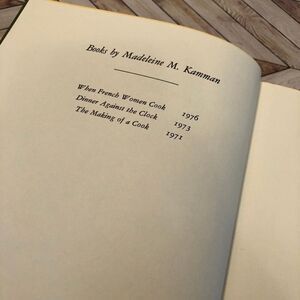 Books by Madeleine M. Kamman
When French Women Cook 1976
Dinner Against the Clock 1973
The Making of a Cook 1971